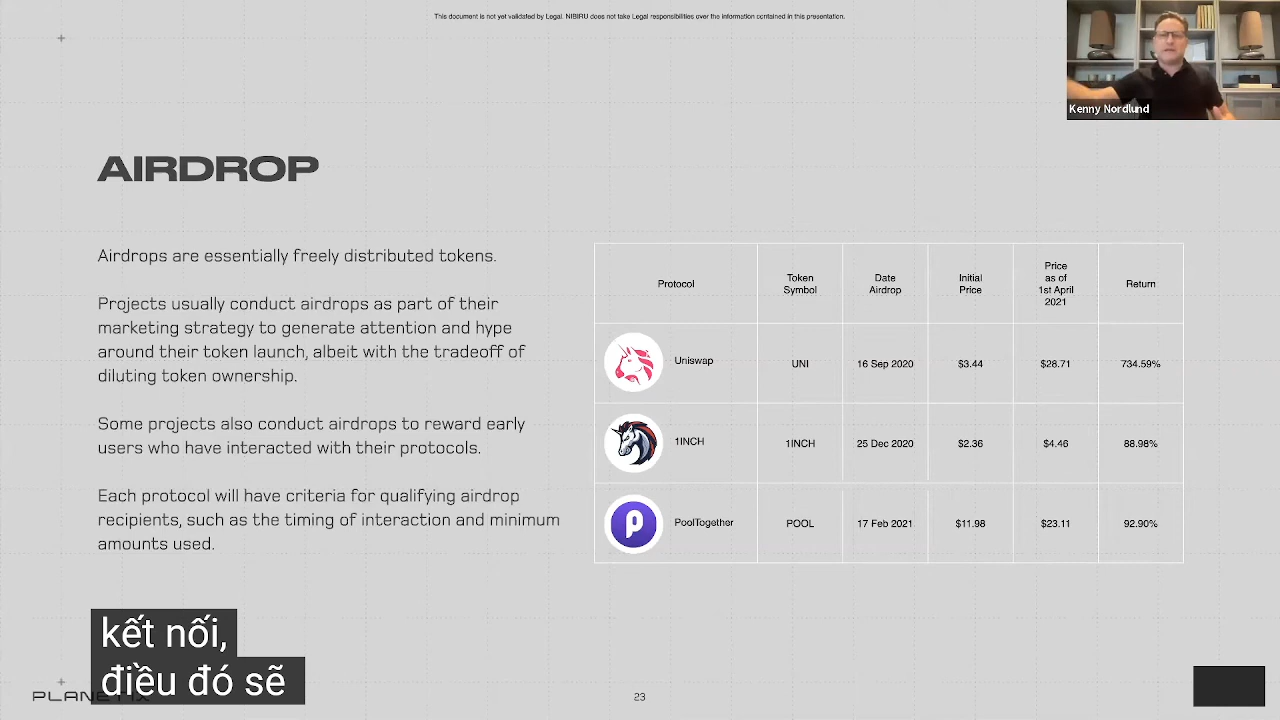 This document is not yet validated by Legal. NIBIRU does not take Legal responsibilities over the information contained in this presentation.
Kenny Nordlund
AIRDROP
Airdrops are essentially freely distributed tokens.
Projects usually conduct airdrops as part of their
marketing strategy to generate attention and hype
around their token launch, albeit with the tradeoff of
diluting token ownership.
Some projects also conduct airdrops to reward early
users who have interacted with their protocols.
Each protocol will have criteria for qualifying airdrop
recipients, such as the timing of interaction and minimum
amounts used.
Protocol
Token
Symbol
Date
Airdrop
Initial
Price
Price
as of
1st April
2021
Return
Uniswap UNI 16 Sep 2020 $3.44 $28.71 734.59%
1INCH 1INCH 25 Dec 2020 $2.36 $4.46 88.98%
PoolTogether POOL 17 Feb 2021 $11.98 $23.11 92.90%
kết nối,
điều đó sẽ
PLANETIX
23